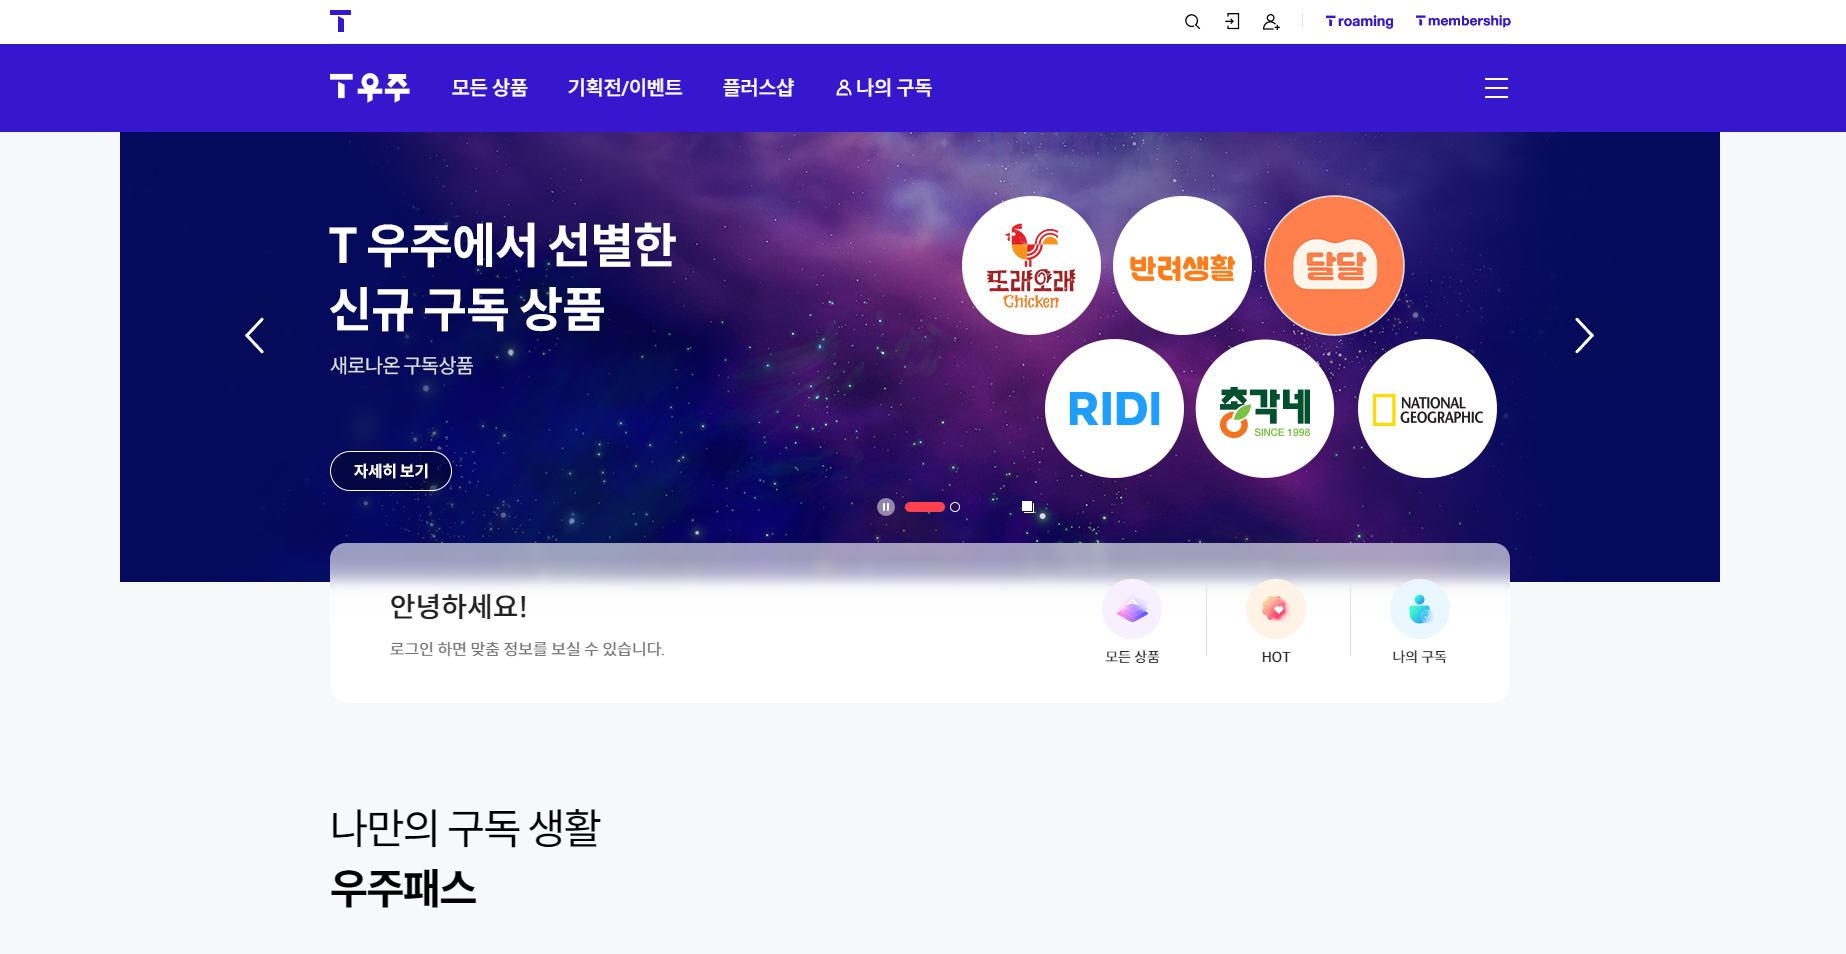 T
T roaming
T membership
T우주
모든 상품
기획전/이벤트
플러스샵
나의 구독
T 우주에서 선별한
신규 구독 상품
새로나온 구독상품
자세히 보기
또래오래
Chicken
반려생활
달달
RIDI
총각네
SINCE 1998
NATIONAL
GEOGRAPHIC
안녕하세요!
로그인 하면 맞춤 정보를 보실 수 있습니다.
모든 상품
HOT
나의 구독
나만의 구독 생활
우주패스